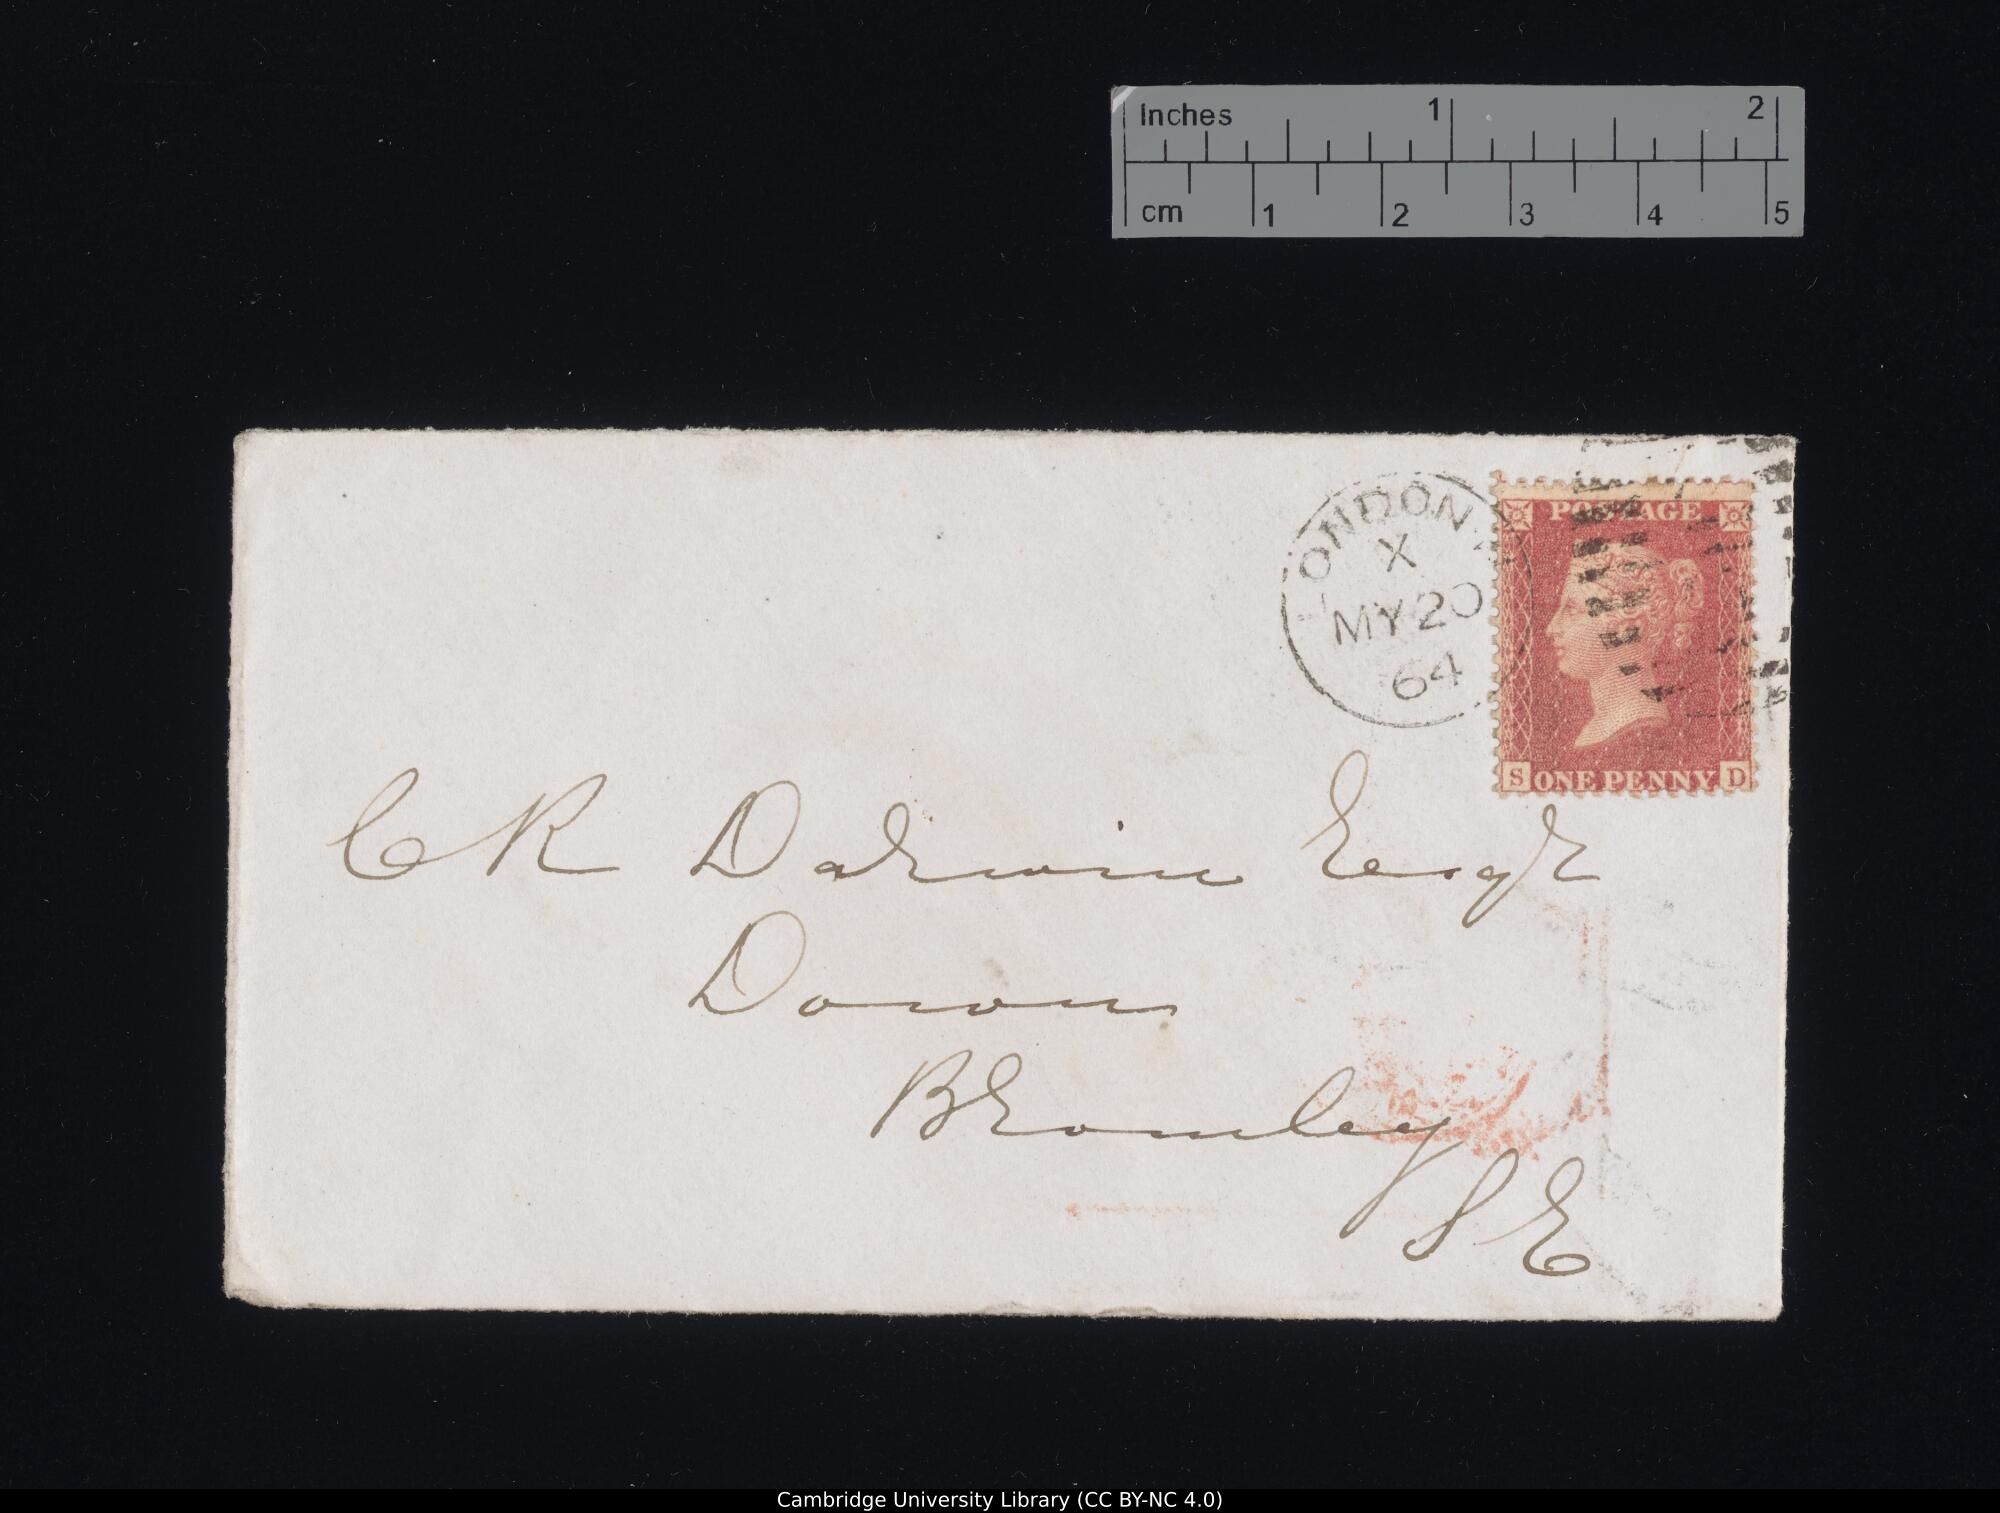 Inches 1 2
cm 1 2 3 4 5
LONDON
X
MY 20
64
POSTAGE
S ONE PENNY D
C R Darwin Esqr
Down
Bromley
S E
Cambridge University Library (CC BY-NC 4.0)